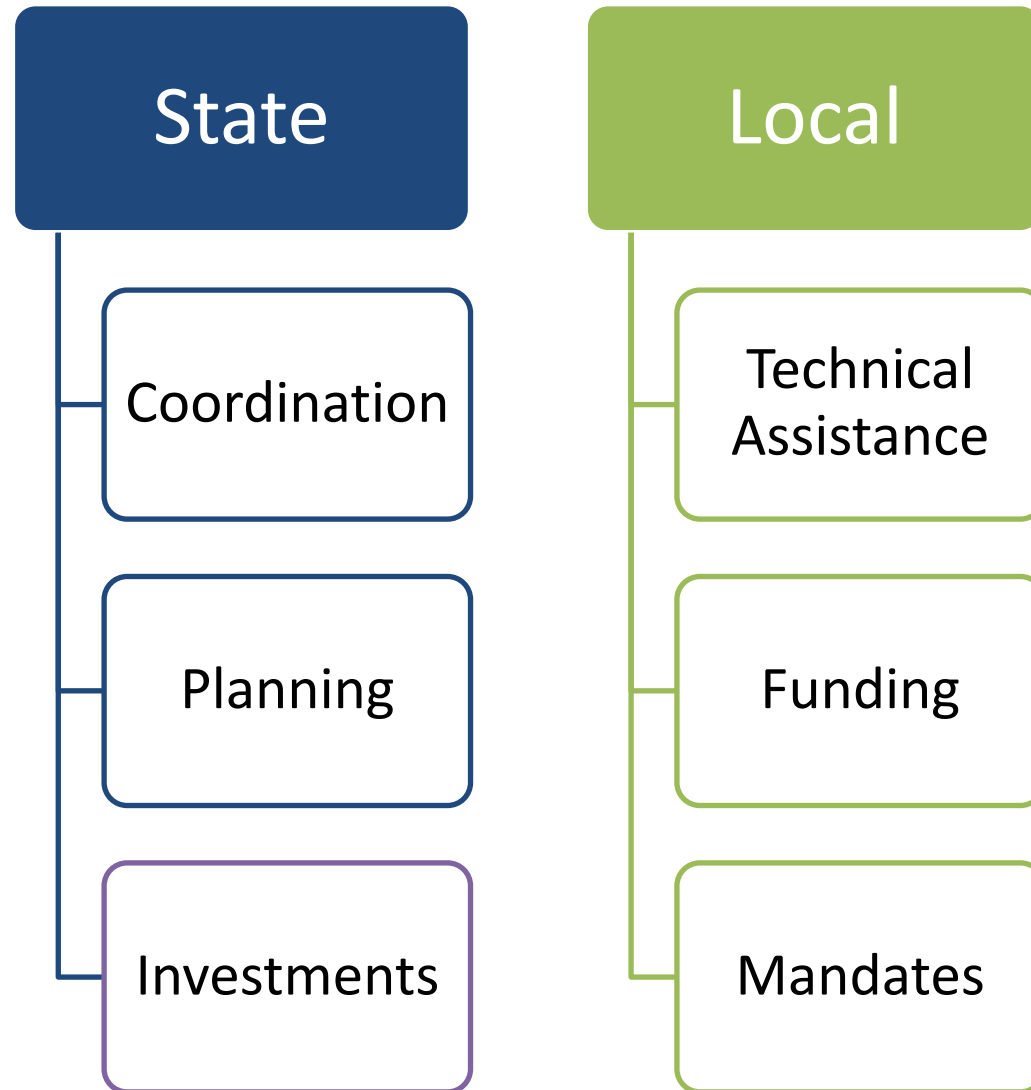 State
Coordination
Planning
Investments
Local
Technical
Assistance
Funding
Mandates